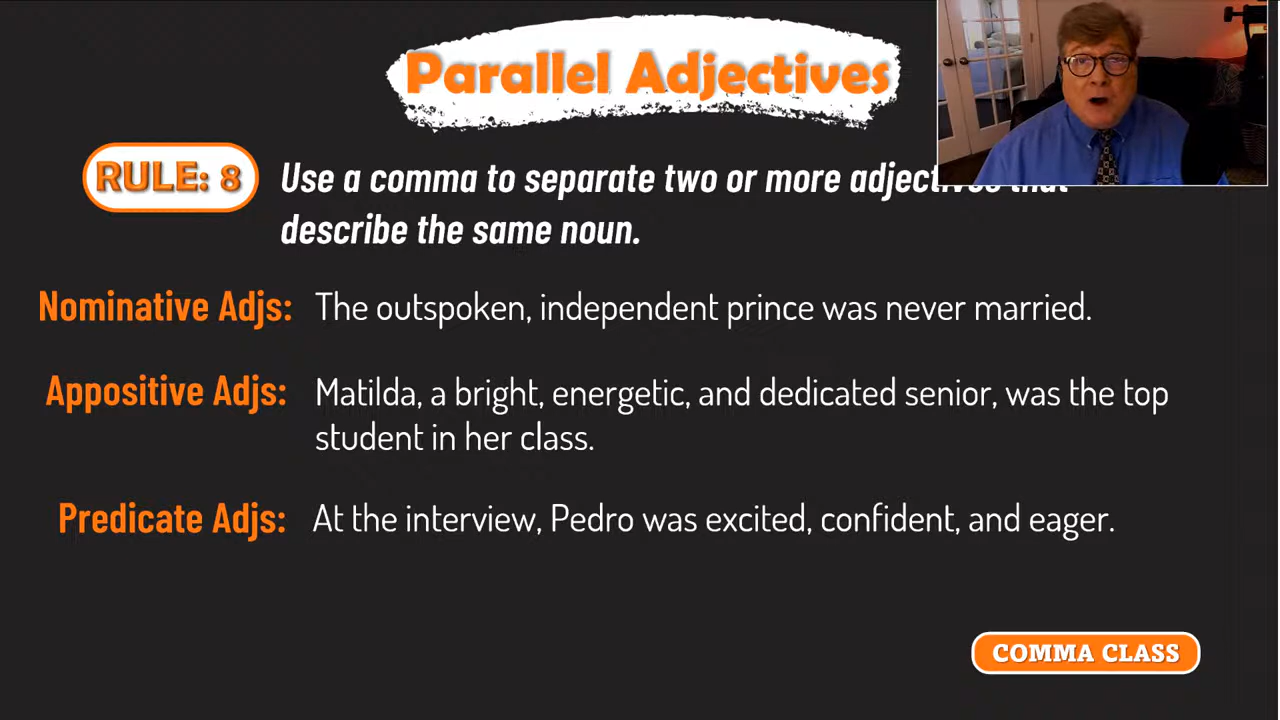 Parallel Adjectives
RULE: 8
Use a comma to separate two or more adjectives that
describe the same noun.
Nominative Adjs: The outspoken, independent prince was never married.
Appositive Adjs: Matilda, a bright, energetic, and dedicated senior, was the top
student in her class.
Predicate Adjs: At the interview, Pedro was excited, confident, and eager.
COMMA CLASS